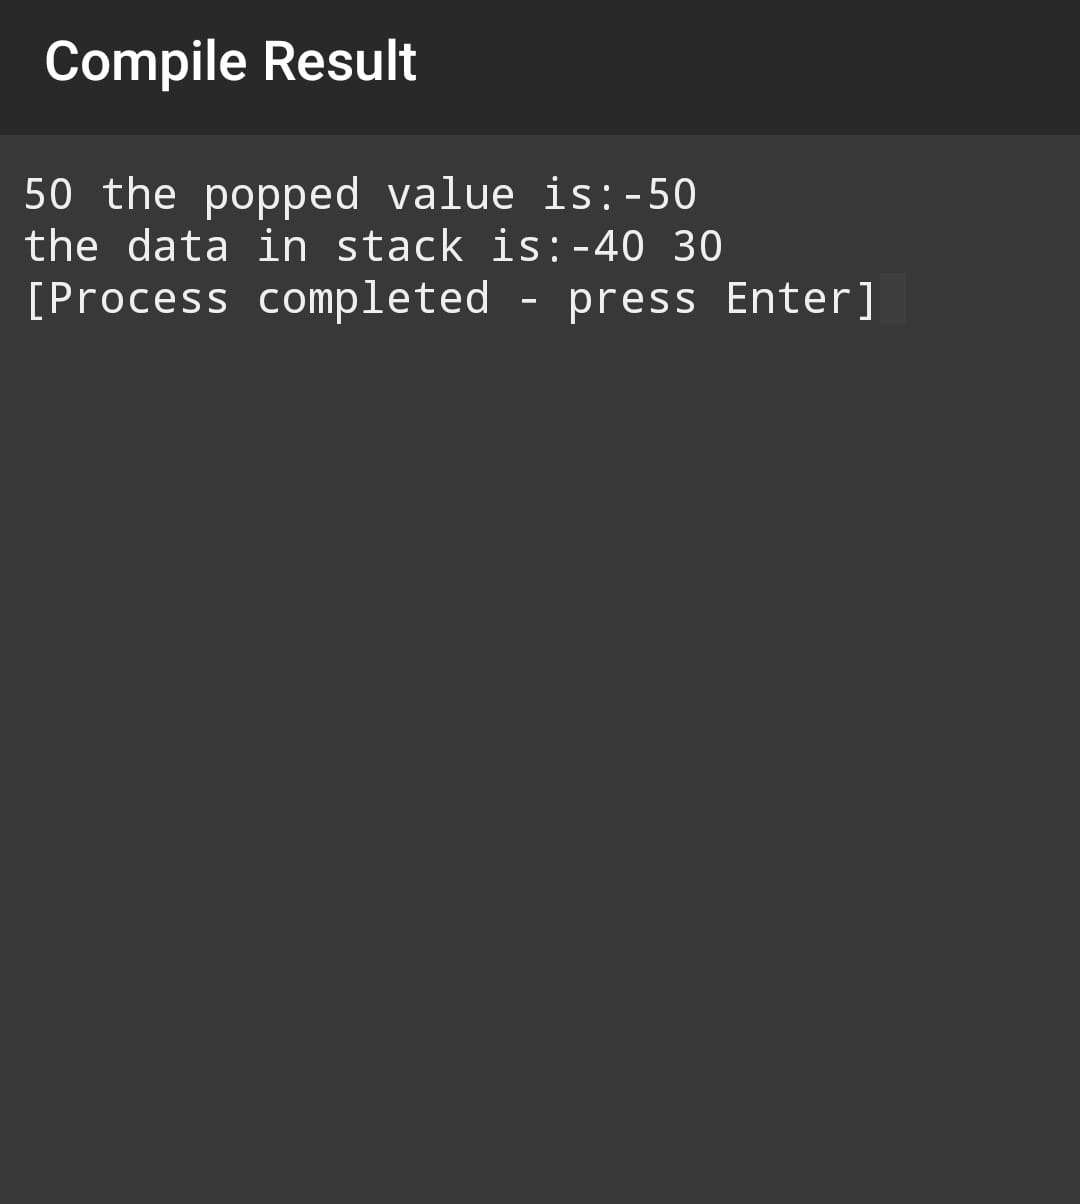 Compile Result
50 the popped value is:-50
the data in stack is:-40 30
[Process completed - press Enter]